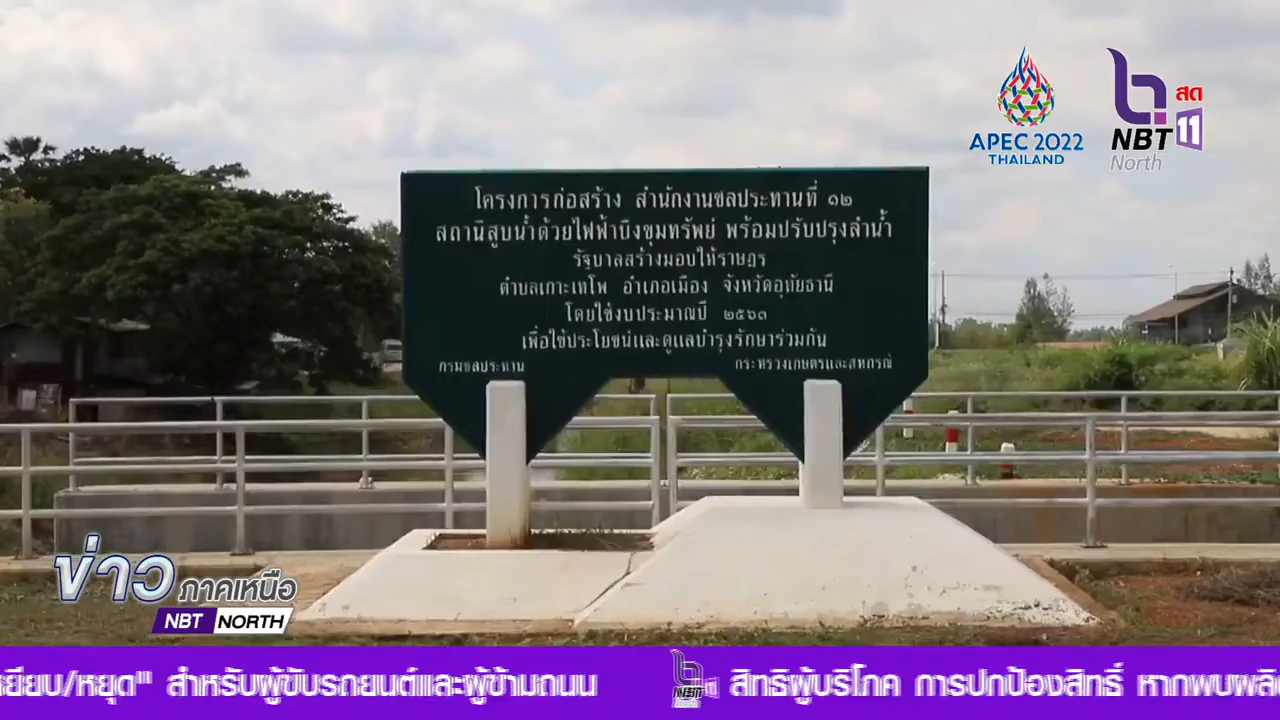 APEC 2022
THAILAND
สด
NBT 11
North
โครงการก่อสร้าง สำนักงานชลประทานที่ ๑๒
สถานีสูบน้ำด้วยไฟฟ้าบึงขุมทรัพย์ พร้อมปรับปรุงลำน้ำ
รัฐบาลสร้างมอบให้ราษฎร
ตำบลเกาะเทโพ อำเภอเมือง จังหวัดอุทัยธานี
โดยใช้งบประมาณปี ๒๕๖๓
เพื่อใช้ประโยชน์และดูแลบำรุงรักษาร่วมกัน
กรมชลประทาน กระทรวงเกษตรและสหกรณ์
ข่าว ภาคเหนือ
NBT NORTH
หยียบ/หยุด" สำหรับผู้ขับรถยนต์และผู้ข้ามถนน NBT 11 สิทธิผู้บริโภค การปกป้องสิทธิ์ หากพบผลิต